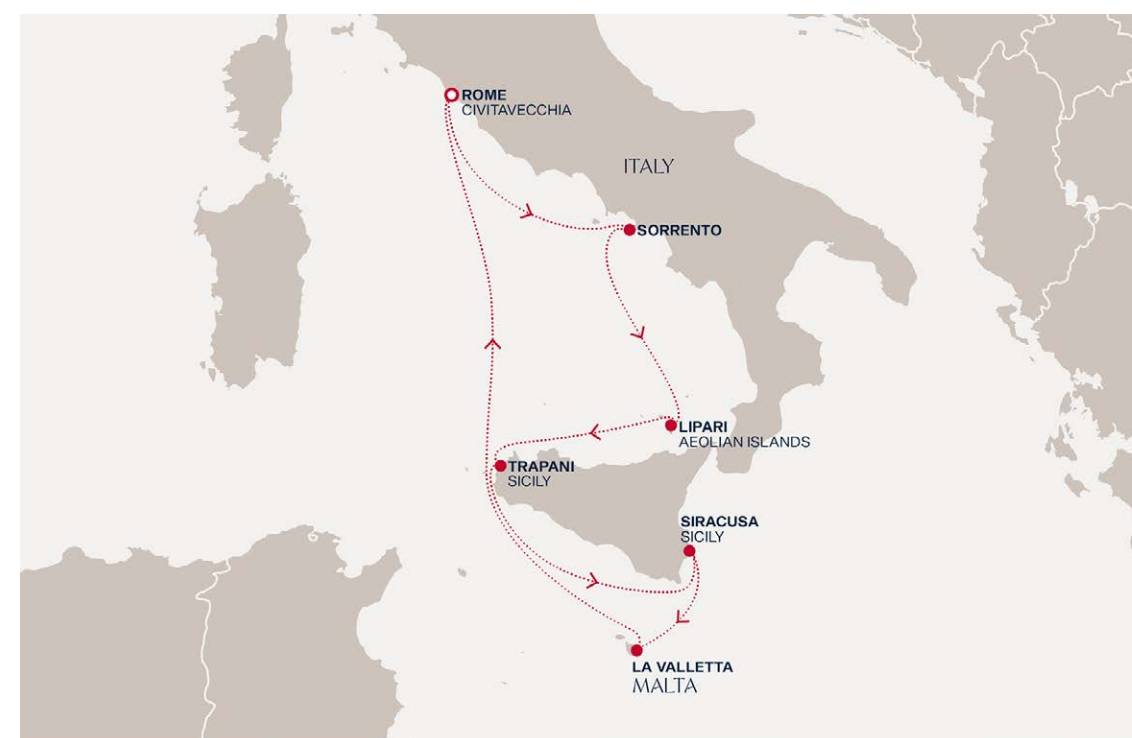 ROME
CIVITAVECCHIA
ITALY
SORRENTO
LIPARI
AEOLIAN ISLANDS
TRAPANI
SICILY
SIRACUSA
SICILY
LA VALLETTA
MALTA